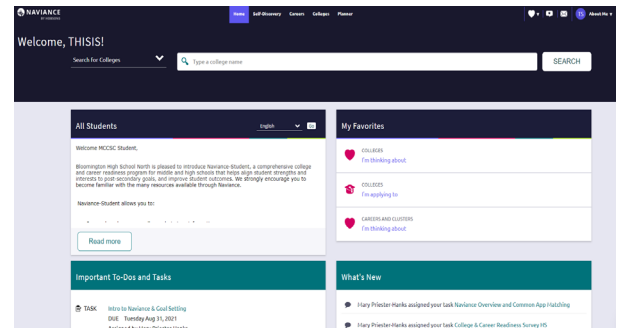 NAVIANCE
BY POWERSCHOOL
Home Self-Discovery Careers Colleges Planner
TS About Me
Welcome, THISIS!
Search for Colleges
Type a college name
SEARCH
All Students
English
Go
Welcome MCCSC Student,
Bloomington High School North is pleased to introduce Naviance-Student, a comprehensive college
and career readiness program for middle and high schools that helps align student strengths and
interests to post-secondary goals, and improve student outcomes. We strongly encourage you to
become familiar with the many resources available through Naviance.
Naviance-Student allows you to:
Read more
My Favorites
COLLEGES
I'm thinking about
COLLEGES
I'm applying to
CAREERS AND CLUSTERS
I'm thinking about
Important To-Dos and Tasks
TASK Intro to Naviance & Goal Setting
DUE Tuesday Aug 31, 2021
Assigned by Mary Priester-Hanks
What's New
Mary Priester-Hanks assigned your task Naviance Overview and Common App Matching
Mary Priester-Hanks assigned your task College & Career Readiness Survey HS